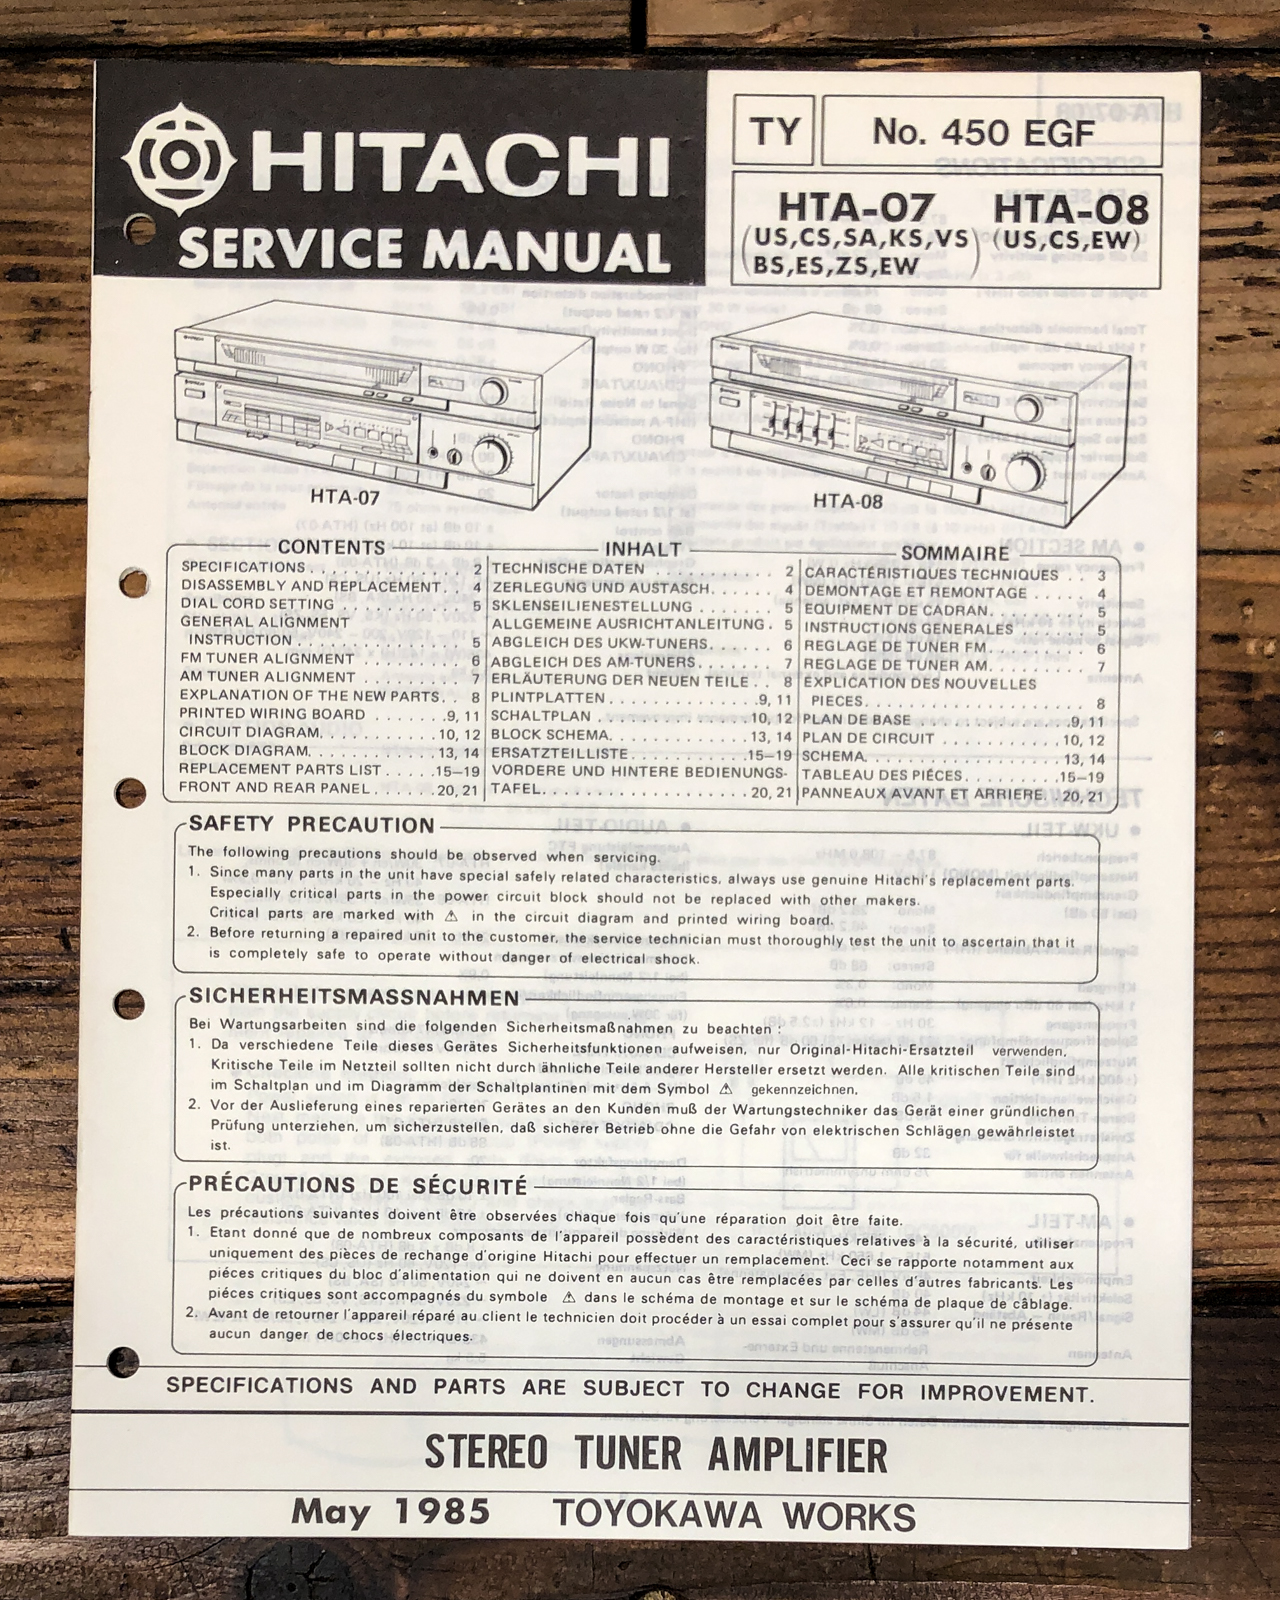 HITACHI
SERVICE MANUAL
TY
No. 450 EGF
HTA-07 HTA-08
(US,CS,SA,KS,VS) (US,CS,EW)
(BS,ES,ZS,EW)
HTA-07
HTA-08
CONTENTS
SPECIFICATIONS . . . . . . . . . . . . 2
DISASSEMBLY AND REPLACEMENT . . 4
DIAL CORD SETTING . . . . . . . . . 5
GENERAL ALIGNMENT
INSTRUCTION . . . . . . . . . . . . . 5
FM TUNER ALIGNMENT . . . . . . . . 6
AM TUNER ALIGNMENT . . . . . . . . 7
EXPLANATION OF THE NEW PARTS. . 8
PRINTED WIRING BOARD . . . . . . .9, 11
CIRCUIT DIAGRAM. . . . . . . . . . 10, 12
BLOCK DIAGRAM. . . . . . . . . . . 13, 14
REPLACEMENT PARTS LIST . . . . .15–19
FRONT AND REAR PANEL . . . . . .20, 21
INHALT
TECHNISCHE DATEN . . . . . . . . . . 2
ZERLEGUNG UND AUSTASCH. . . . . . 4
SKLENSEILIENESTELLUNG . . . . . . . 5
ALLGEMEINE AUSRICHTANLEITUNG . 5
ABGLEICH DES UKW-TUNERS. . . . . . 6
ABGLEICH DES AM-TUNERS. . . . . . . 7
ERLÄUTERUNG DER NEUEN TEILE . . 8
PLINTPLATTEN . . . . . . . . . . . . .9, 11
SCHALTPLAN . . . . . . . . . . . . .10, 12
BLOCK SCHEMA. . . . . . . . . . . . 13, 14
ERSATZTEILLISTE . . . . . . . . . .15–19
VORDERE UND HINTERE BEDIENUNGS-
TAFEL. . . . . . . . . . . . . . . . . 20, 21
SOMMAIRE
CARACTÉRISTIQUES TECHNIQUES . . 3
DEMONTAGE ET REMONTAGE . . . . . 4
EQUIPMENT DE CADRAN. . . . . . . . 5
INSTRUCTIONS GENERALES . . . . . . 5
REGLAGE DE TUNER FM. . . . . . . . 6
REGLAGE DE TUNER AM. . . . . . . . 7
EXPLICATION DES NOUVELLES
PIECES. . . . . . . . . . . . . . . . . . 8
PLAN DE BASE . . . . . . . . . . . . .9, 11
PLAN DE CIRCUIT . . . . . . . . . .10, 12
SCHEMA. . . . . . . . . . . . . . . . 13, 14
TABLEAU DES PIÉCES. . . . . . . .15–19
PANNEAUX AVANT ET ARRIERE. .20, 21
SAFETY PRECAUTION
The following precautions should be observed when servicing.
1. Since many parts in the unit have special safely related characteristics, always use genuine Hitachi's replacement parts.
Especially critical parts in the power circuit block should not be replaced with other makers.
Critical parts are marked with ⚠ in the circuit diagram and printed wiring board.
2. Before returning a repaired unit to the customer, the service technician must thoroughly test the unit to ascertain that it
is completely safe to operate without danger of electrical shock.
SICHERHEITSMASSNAHMEN
Bei Wartungsarbeiten sind die folgenden Sicherheitsmaßnahmen zu beachten :
1. Da verschiedene Teile dieses Gerätes Sicherheitsfunktionen aufweisen, nur Original-Hitachi-Ersatzteil verwenden.
Kritische Teile im Netzteil sollten nicht durch ähnliche Teile anderer Hersteller ersetzt werden. Alle kritischen Teile sind
im Schaltplan und im Diagramm der Schaltplantinen mit dem Symbol ⚠ gekennzeichnen.
2. Vor der Auslieferung eines reparierten Gerätes an den Kunden muß der Wartungstechniker das Gerät einer gründlichen
Prüfung unterziehen, um sicherzustellen, daß sicherer Betrieb ohne die Gefahr von elektrischen Schlägen gewährleistet
ist.
PRÉCAUTIONS DE SÉCURITÉ
Les précautions suivantes doivent être observées chaque fois qu'une réparation doit être faite.
1. Etant donné que de nombreux composants de l'appareil possèdent des caractéristiques relatives à la sécurité, utiliser
uniquement des pièces de rechange d'origine Hitachi pour effectuer un remplacement. Ceci se rapporte notamment aux
piéces critiques du bloc d'alimentation qui ne doivent en aucun cas être remplacées par celles d'autres fabricants. Les
piéces critiques sont accompagnés du symbole ⚠ dans le schéma de montage et sur le schéma de plaque de câblage.
2. Avant de retourner l'appareil réparé au client le technicien doit procéder à un essai complet pour s'assurer qu'il ne présente
aucun danger de chocs électriques.
SPECIFICATIONS AND PARTS ARE SUBJECT TO CHANGE FOR IMPROVEMENT.
STEREO TUNER AMPLIFIER
May 1985 TOYOKAWA WORKS